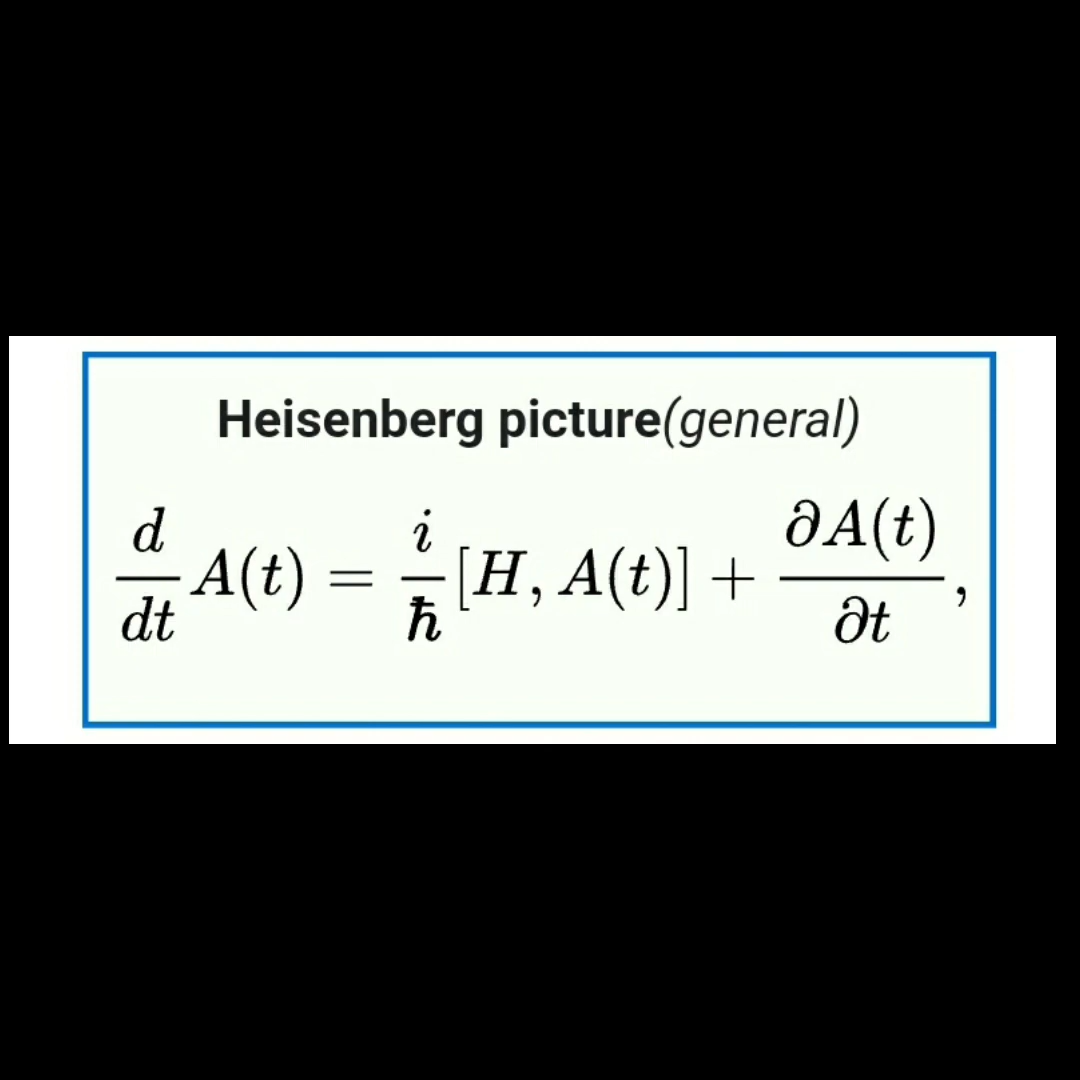 Heisenberg picture(general)
d/dt A(t) = i/ħ [H, A(t)] + ∂A(t)/∂t,